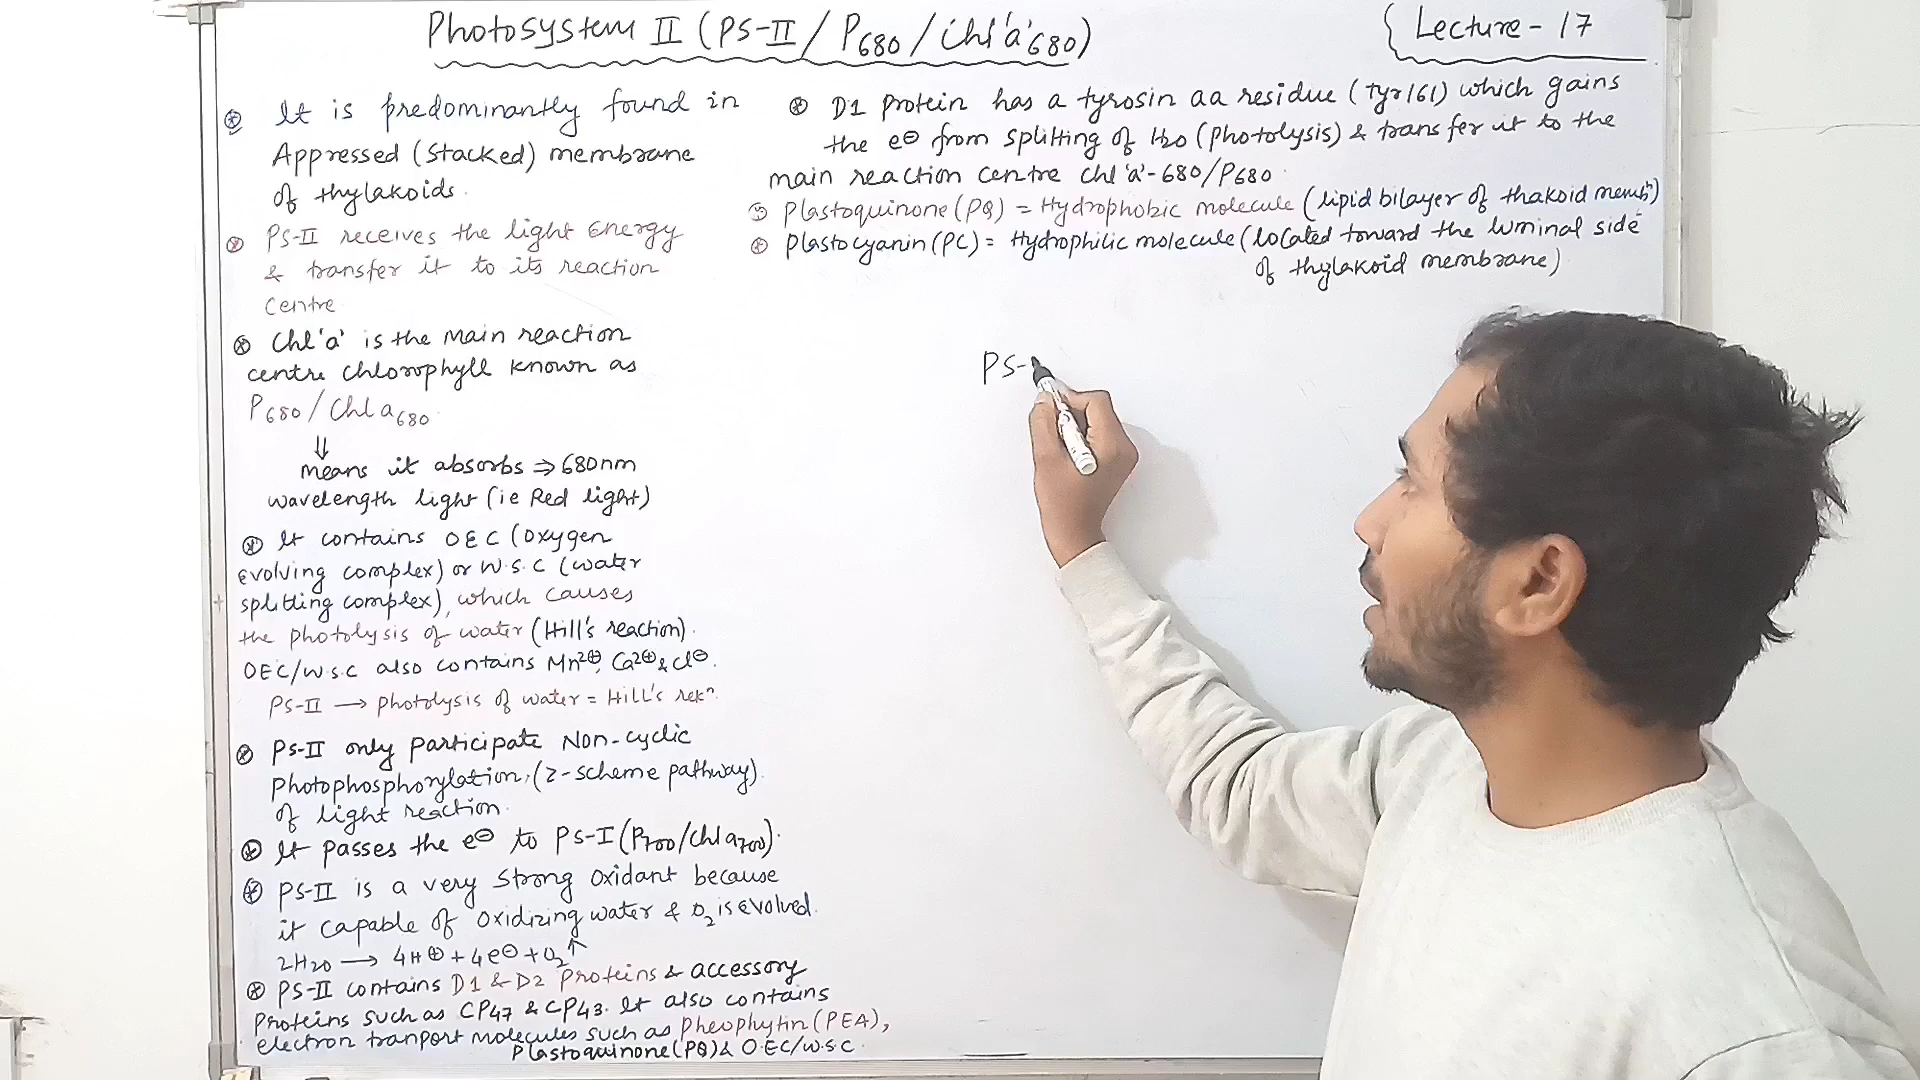 Photosystem II (PS-II / P680 / Chl 'a' 680)
Lecture - 17
It is predominantly found in
Appressed (Stacked) membrane
of thylakoids.
PS-II receives the light Energy
& transfer it to its reaction
Centre
Chl 'a' is the main reaction
centre chlorophyll known as
P680 / Chl a680
⇓
means it absorbs ⇒ 680nm
wavelength light (ie Red light)
It contains OEC (Oxygen
Evolving complex) or W.S.C (water
splitting complex), which causes
the photolysis of water (Hill's reaction).
OEC/W.S.C also contains Mn2⊕, Ca2⊕ & Cl⊖.
PS-II → Photolysis of water = Hill's rexn.
PS-II only participate Non-cyclic
Photophosphorylation, (Z-scheme pathway)
of light reaction.
It passes the e⊖ to PS-I (P700/Chl a700).
PS-II is a very strong oxidant because
it capable of oxidizing water & O2 is evolved.
2H2O → 4H⊕ + 4e⊖ + O2↑
PS-II contains D1 & D2 Proteins & accessory
Proteins such as CP47 & CP43. It also contains
electron tranport molecules such as Pheophytin (PEA),
Plastoquinone (PQ) & O.EC/W.S.C.
D1 protein has a tyrosin aa residue (Tyr161) which gains
the e⊖ from splitting of H2O (Photolysis) & transfer it to the
main reaction centre chl 'a'-680/P680.
Plastoquinone (PQ) = Hydrophobic molecule (lipid bilayer of thakoid membn)
Plastocyanin (PC) = Hydrophilic molecule (located toward the luminal side
of thylakoid membrane)
PS-